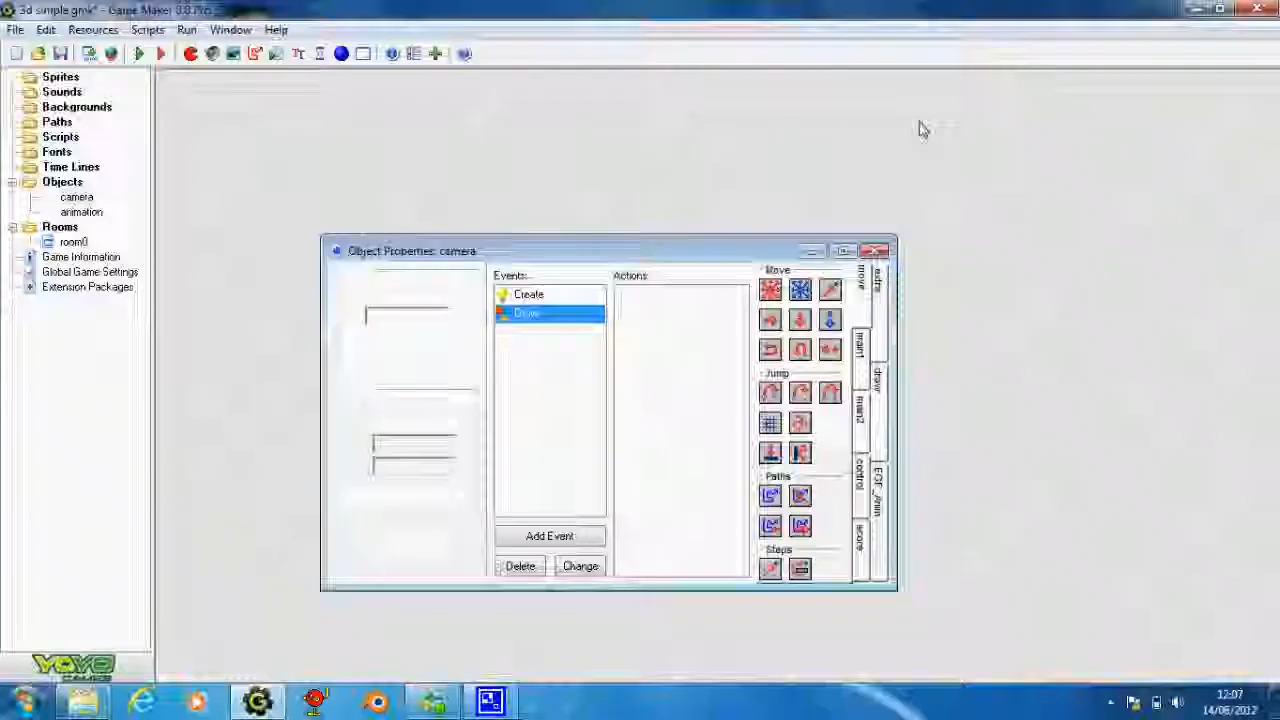 3d simple.gmk* - Game Maker 8.0 Pro
File Edit Resources Scripts Run Window Help
Sprites
Sounds
Backgrounds
Paths
Scripts
Fonts
Time Lines
Objects
camera
animation
Rooms
room0
Game Information
Global Game Settings
Extension Packages
Object Properties: camera
Events:
Create
Draw
Add Event
Delete
Change
Actions:
Move
Jump
Paths
Steps
move
main1
main2
control
score
extra
draw
EGF_Anim
YOYO
GAMES
12:07
14/06/2012